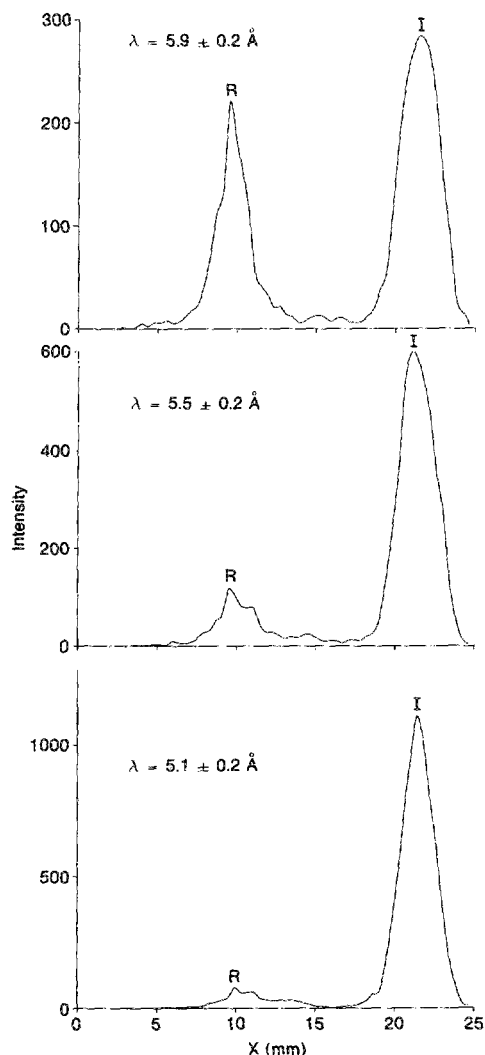 300
λ = 5.9 ± 0.2 Å
I
R
200
100
0
600
I
λ = 5.5 ± 0.2 Å
400
Intensity
200
R
0
I
1000
λ = 5.1 ± 0.2 Å
500
R
0
0 5 10 15 20 25
X (mm)